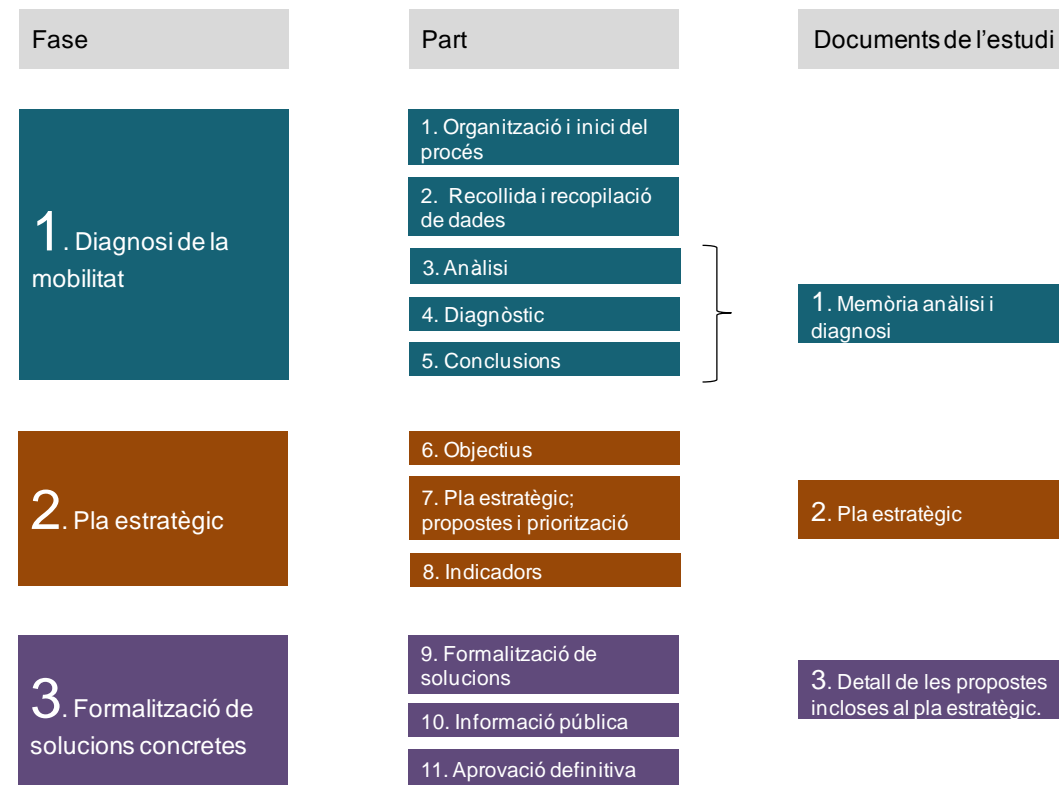 Fase
Part
Documents de l'estudi
1. Diagnosi de la
mobilitat
1. Organització i inici del
procés
2. Recollida i recopilació
de dades
3. Anàlisi
4. Diagnòstic
5. Conclusions
1. Memòria anàlisi i
diagnosi
2. Pla estratègic
6. Objectius
7. Pla estratègic;
propostes i priorització
8. Indicadors
2. Pla estratègic
3. Formalització de
solucions concretes
9. Formalització de
solucions
10. Informació pública
11. Aprovació definitiva
3. Detall de les propostes
incloses al pla estratègic.